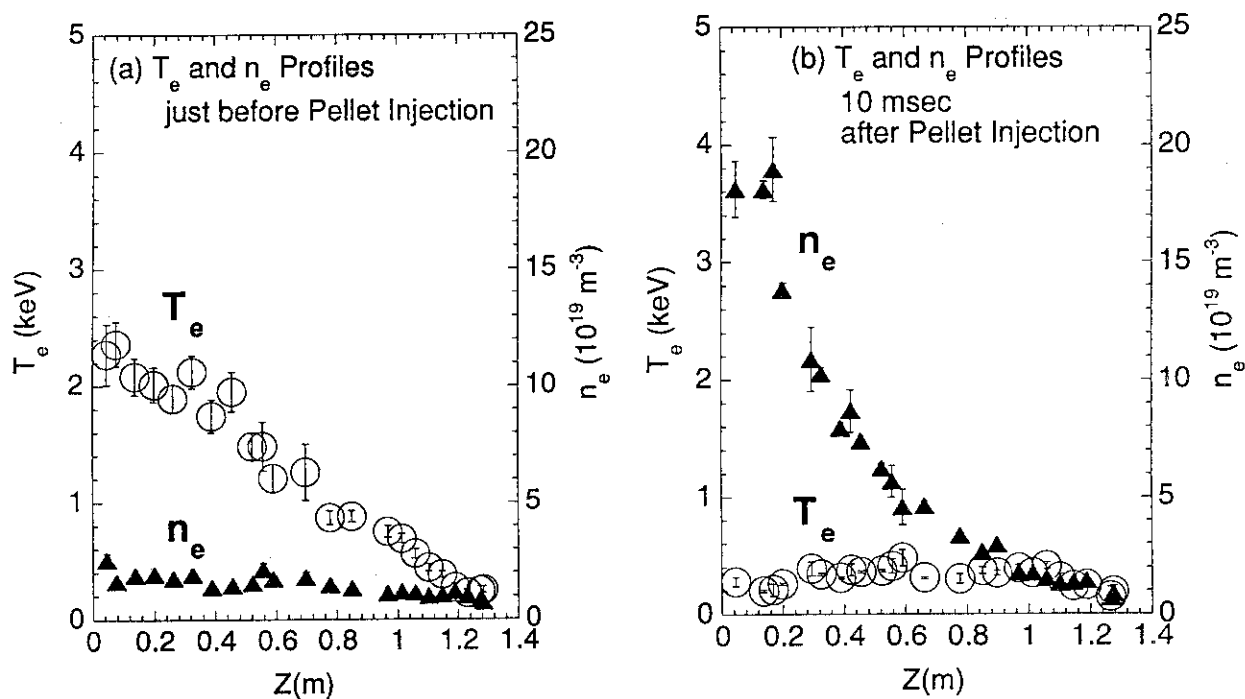 5
4
3
2
1
0
T_e (keV)
(a) T_e and n_e Profiles
just before Pellet Injection
T_e
n_e
25
20
15
10
5
0
n_e (10^19 m^-3)
0 0.2 0.4 0.6 0.8 1 1.2 1.4
Z(m)
5
4
3
2
1
0
T_e (keV)
(b) T_e and n_e Profiles
10 msec
after Pellet Injection
n_e
T_e
25
20
15
10
5
0
n_e (10^19 m^-3)
0 0.2 0.4 0.6 0.8 1 1.2 1.4
Z(m)